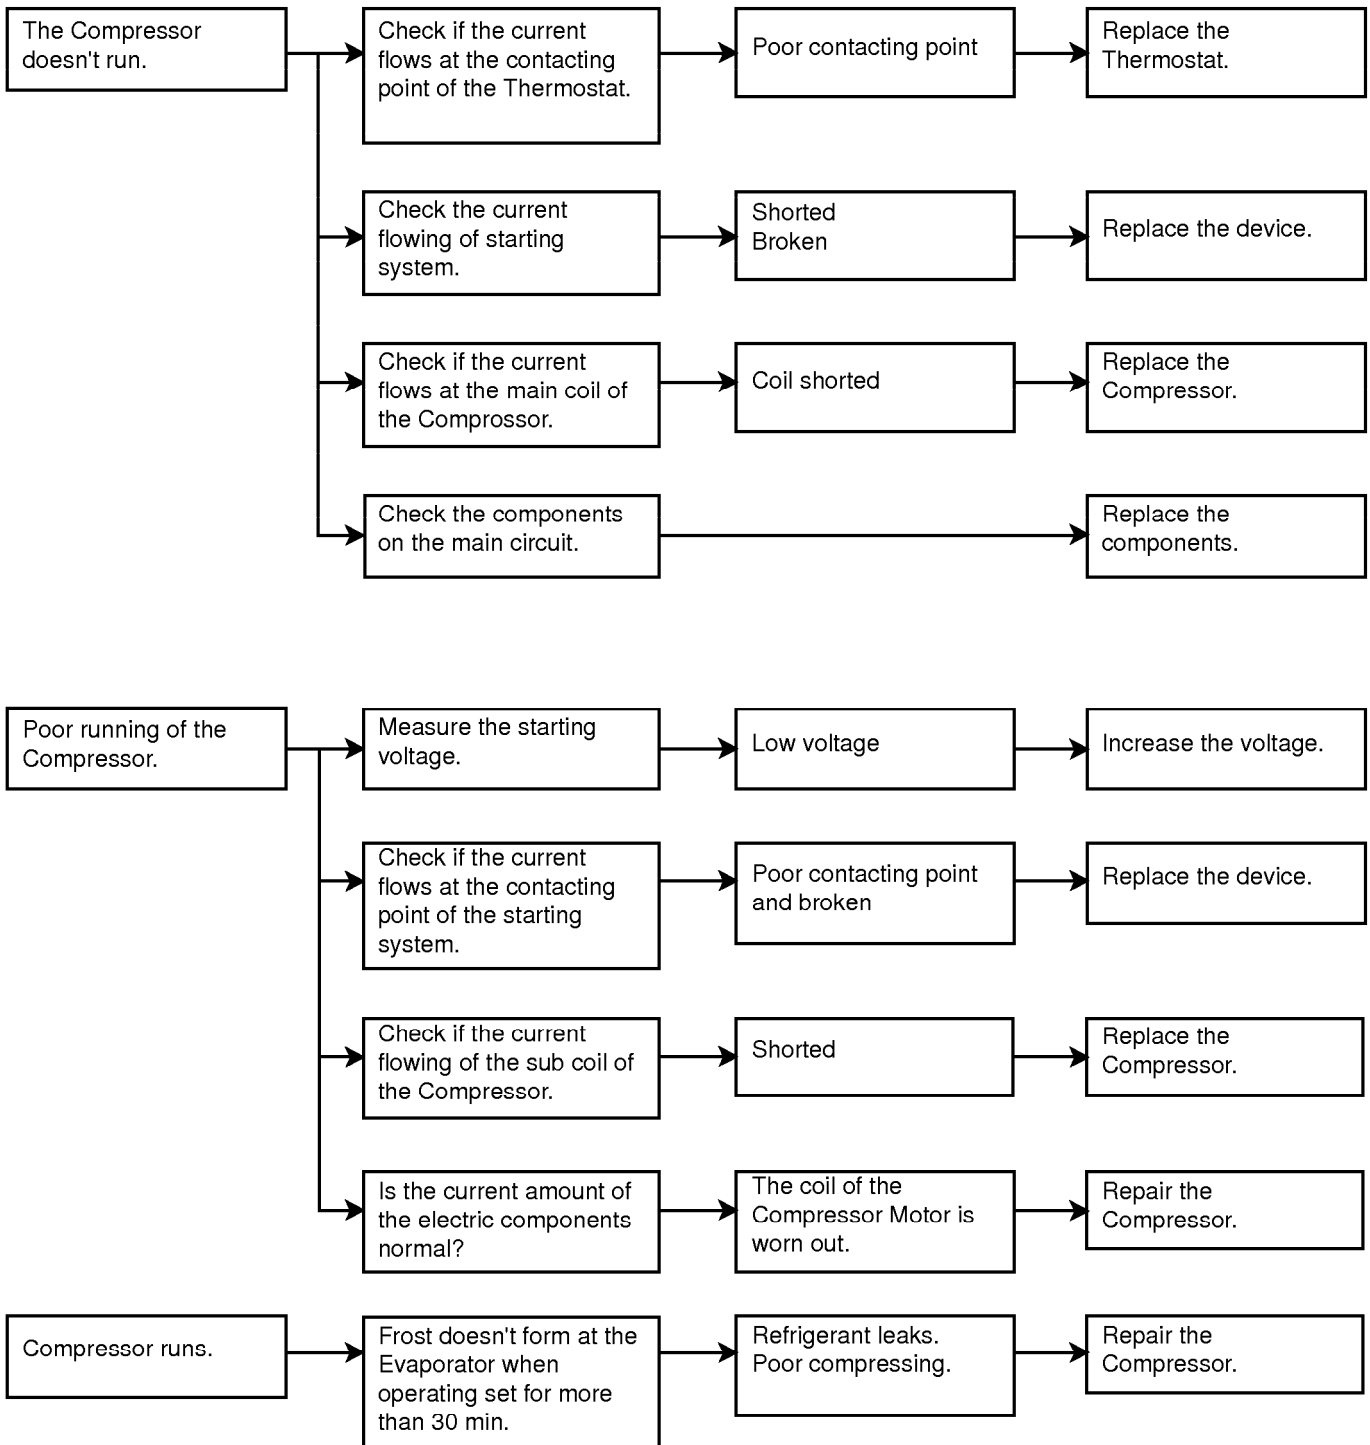 The Compressor
doesn't run.
Check if the current
flows at the contacting
point of the Thermostat.
Poor contacting point
Replace the
Thermostat.
Check the current
flowing of starting
system.
Shorted
Broken
Replace the device.
Check if the current
flows at the main coil of
the Comprossor.
Coil shorted
Replace the
Compressor.
Check the components
on the main circuit.
Replace the
components.
Poor running of the
Compressor.
Measure the starting
voltage.
Low voltage
Increase the voltage.
Check if the current
flows at the contacting
point of the starting
system.
Poor contacting point
and broken
Replace the device.
Check if the current
flowing of the sub coil of
the Compressor.
Shorted
Replace the
Compressor.
Is the current amount of
the electric components
normal?
The coil of the
Compressor Motor is
worn out.
Repair the
Compressor.
Compressor runs.
Frost doesn't form at the
Evaporator when
operating set for more
than 30 min.
Refrigerant leaks.
Poor compressing.
Repair the
Compressor.